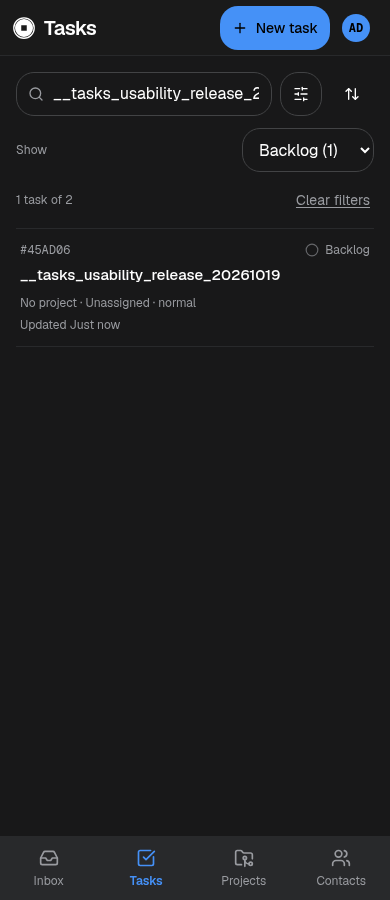 Tasks
New task
AD
__tasks_usability_release_2
Show
Backlog (1)
1 task of 2
Clear filters
#45AD06
Backlog
__tasks_usability_release_20261019
No project · Unassigned · normal
Updated Just now
Inbox
Tasks
Projects
Contacts